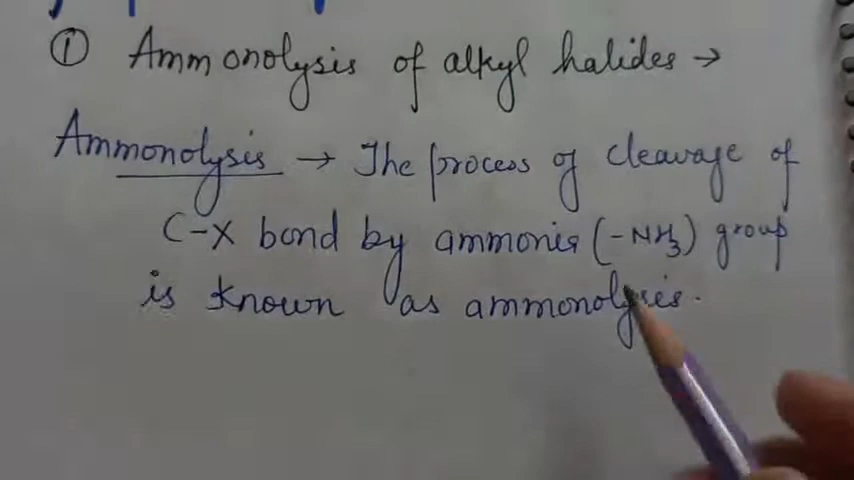 ① Ammonolysis of alkyl halides →
Ammonolysis → The process of cleavage of
C-X bond by ammonia (-NH₃) group
is known as ammonolysis.